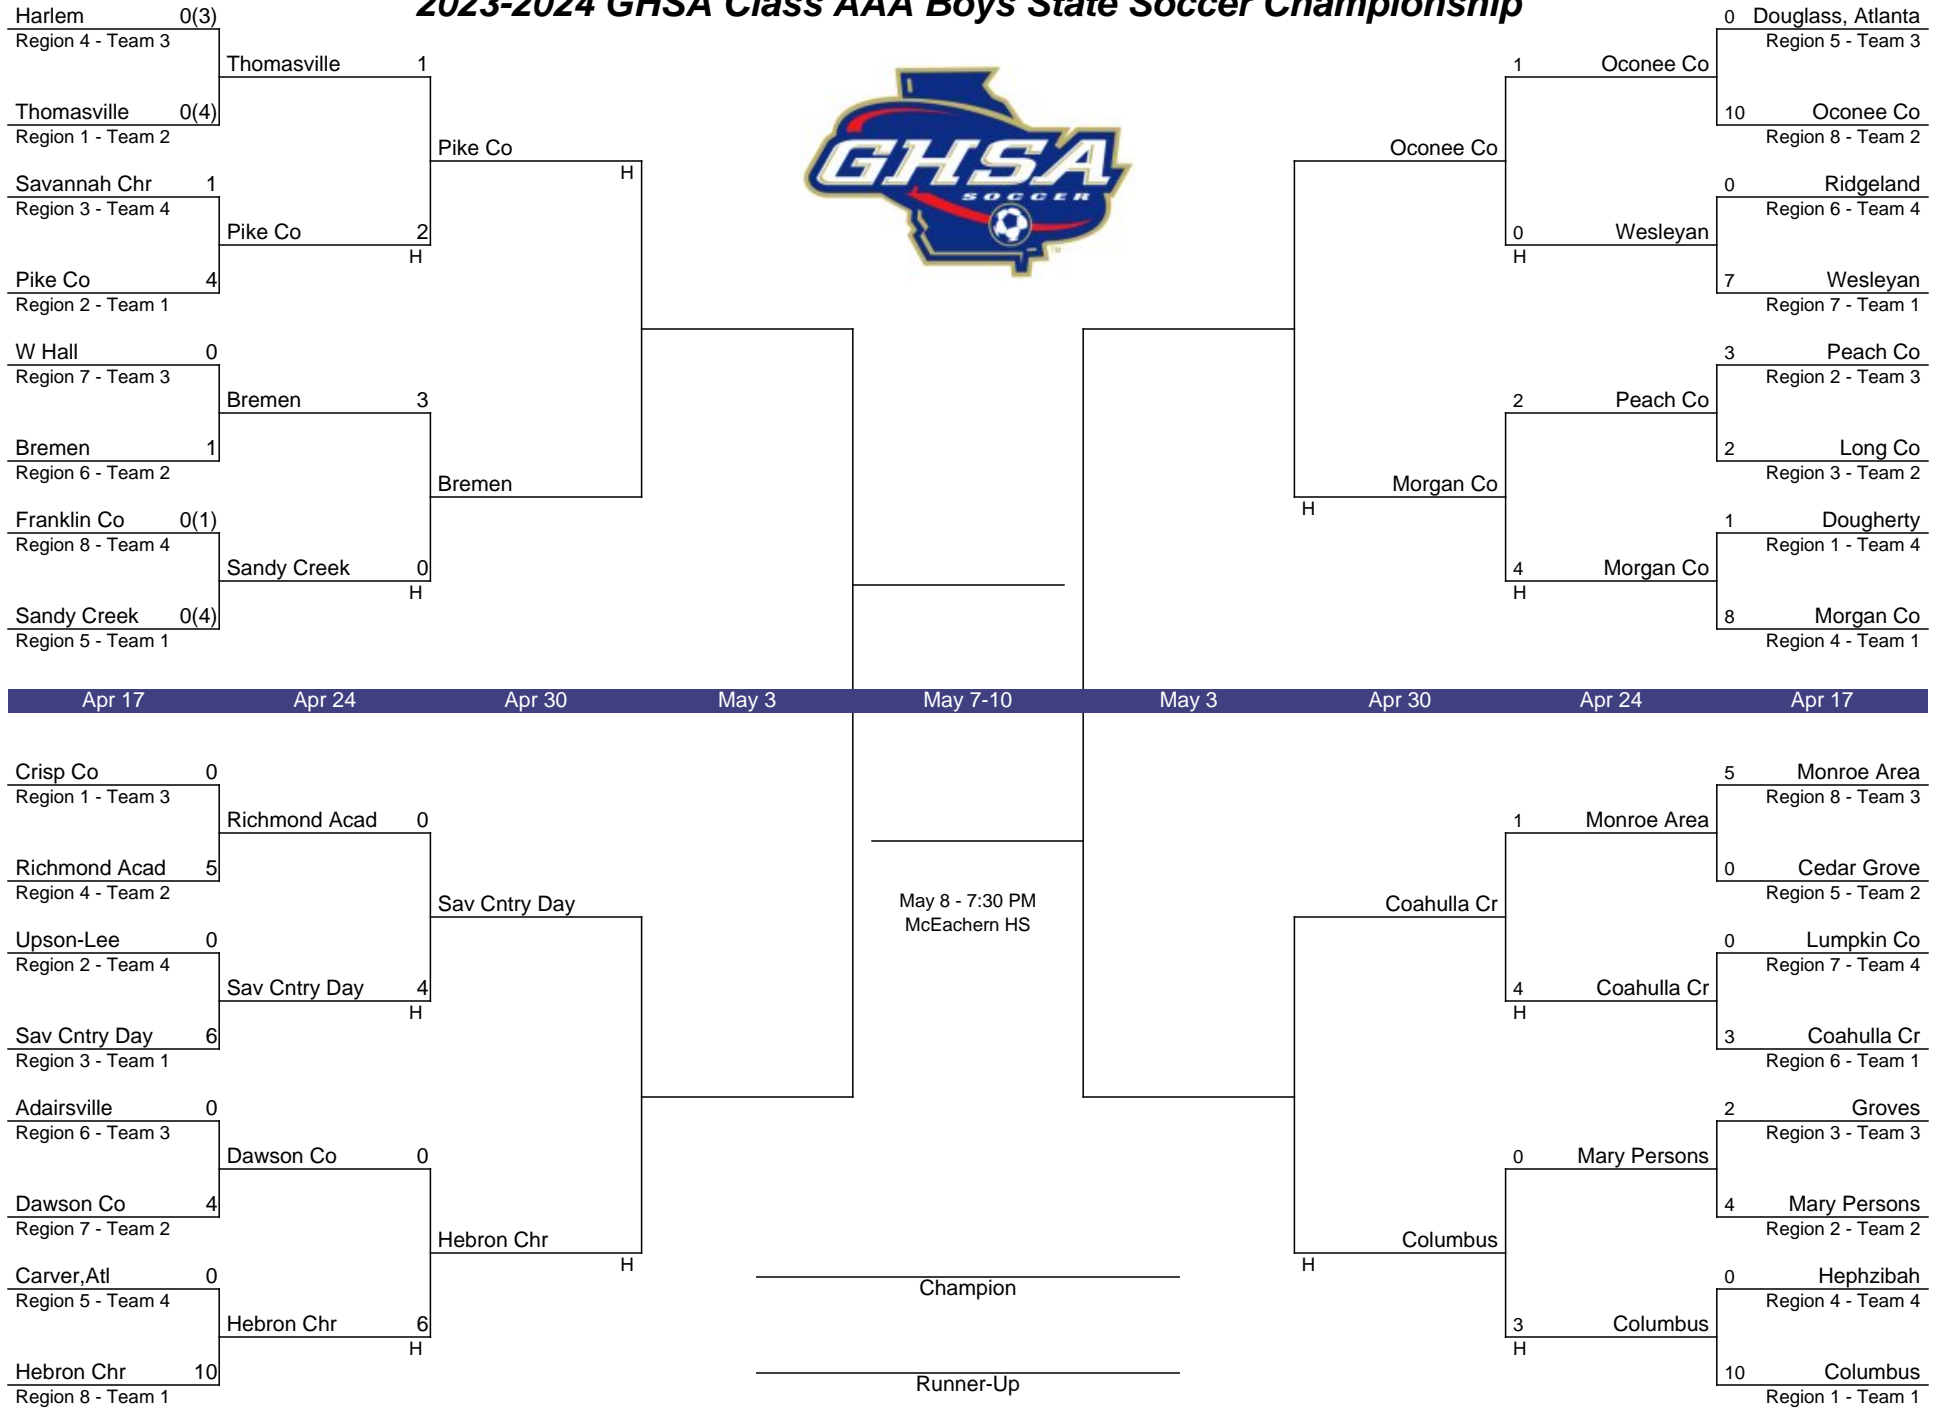 2023-2024 GHSA Class AAA Boys State Soccer Championship
GHSA
SOCCER
TM
Harlem 0(3)
Region 4 - Team 3
Thomasville 1
Thomasville 0(4)
Region 1 - Team 2
Pike Co
H
Savannah Chr 1
Region 3 - Team 4
Pike Co 2
H
Pike Co 4
Region 2 - Team 1
W Hall 0
Region 7 - Team 3
Bremen 3
Bremen 1
Region 6 - Team 2
Bremen
Franklin Co 0(1)
Region 8 - Team 4
Sandy Creek 0
H
Sandy Creek 0(4)
Region 5 - Team 1
0 Douglass, Atlanta
Region 5 - Team 3
1 Oconee Co
10 Oconee Co
Region 8 - Team 2
Oconee Co
0 Ridgeland
Region 6 - Team 4
0 Wesleyan
H
7 Wesleyan
Region 7 - Team 1
3 Peach Co
Region 2 - Team 3
2 Peach Co
2 Long Co
Region 3 - Team 2
Morgan Co
H
1 Dougherty
Region 1 - Team 4
4 Morgan Co
H
8 Morgan Co
Region 4 - Team 1
Apr 17 Apr 24 Apr 30 May 3 May 7-10 May 3 Apr 30 Apr 24 Apr 17
Crisp Co 0
Region 1 - Team 3
Richmond Acad 0
Richmond Acad 5
Region 4 - Team 2
Sav Cntry Day
Upson-Lee 0
Region 2 - Team 4
Sav Cntry Day 4
H
Sav Cntry Day 6
Region 3 - Team 1
Adairsville 0
Region 6 - Team 3
Dawson Co 0
Dawson Co 4
Region 7 - Team 2
Hebron Chr
H
Carver,Atl 0
Region 5 - Team 4
Hebron Chr 6
H
Hebron Chr 10
Region 8 - Team 1
May 8 - 7:30 PM
McEachern HS
Champion
Runner-Up
5 Monroe Area
Region 8 - Team 3
1 Monroe Area
0 Cedar Grove
Region 5 - Team 2
Coahulla Cr
0 Lumpkin Co
Region 7 - Team 4
4 Coahulla Cr
H
3 Coahulla Cr
Region 6 - Team 1
2 Groves
Region 3 - Team 3
0 Mary Persons
4 Mary Persons
Region 2 - Team 2
Columbus
H
0 Hephzibah
Region 4 - Team 4
3 Columbus
H
10 Columbus
Region 1 - Team 1